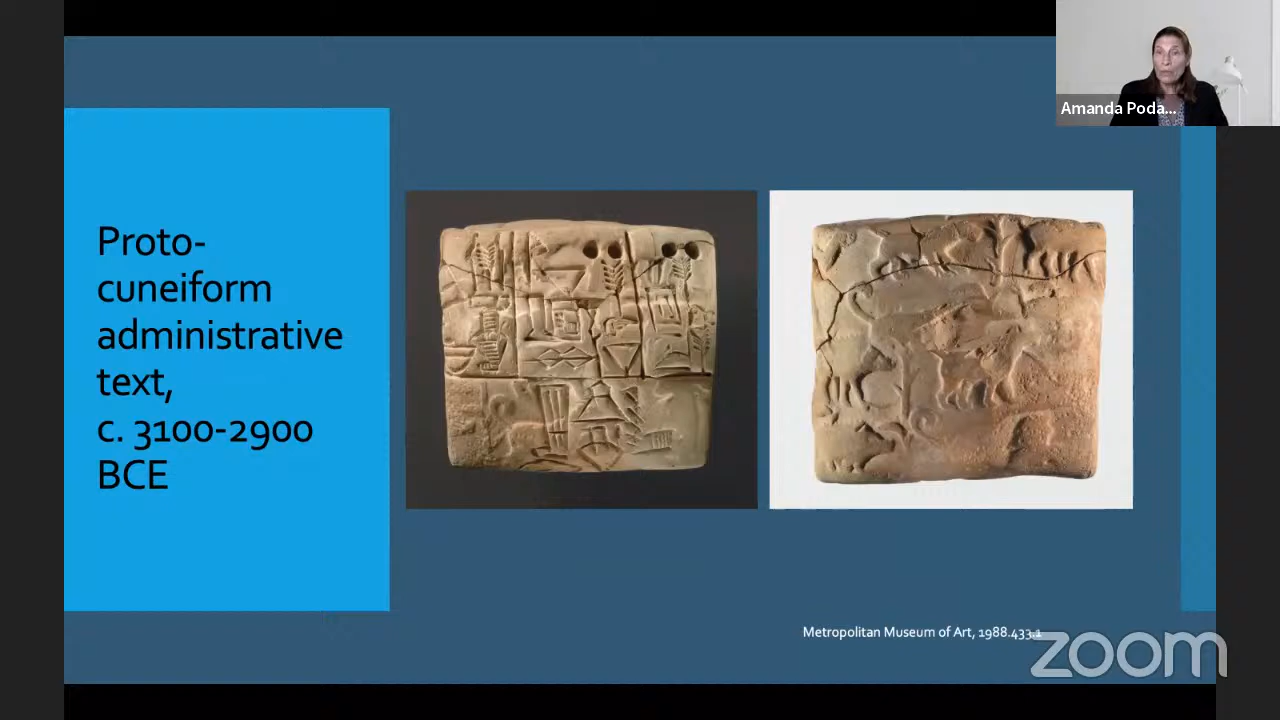 Amanda Poda...
Proto-
cuneiform
administrative
text,
c. 3100-2900
BCE
Metropolitan Museum of Art, 1988.433.1
zoom